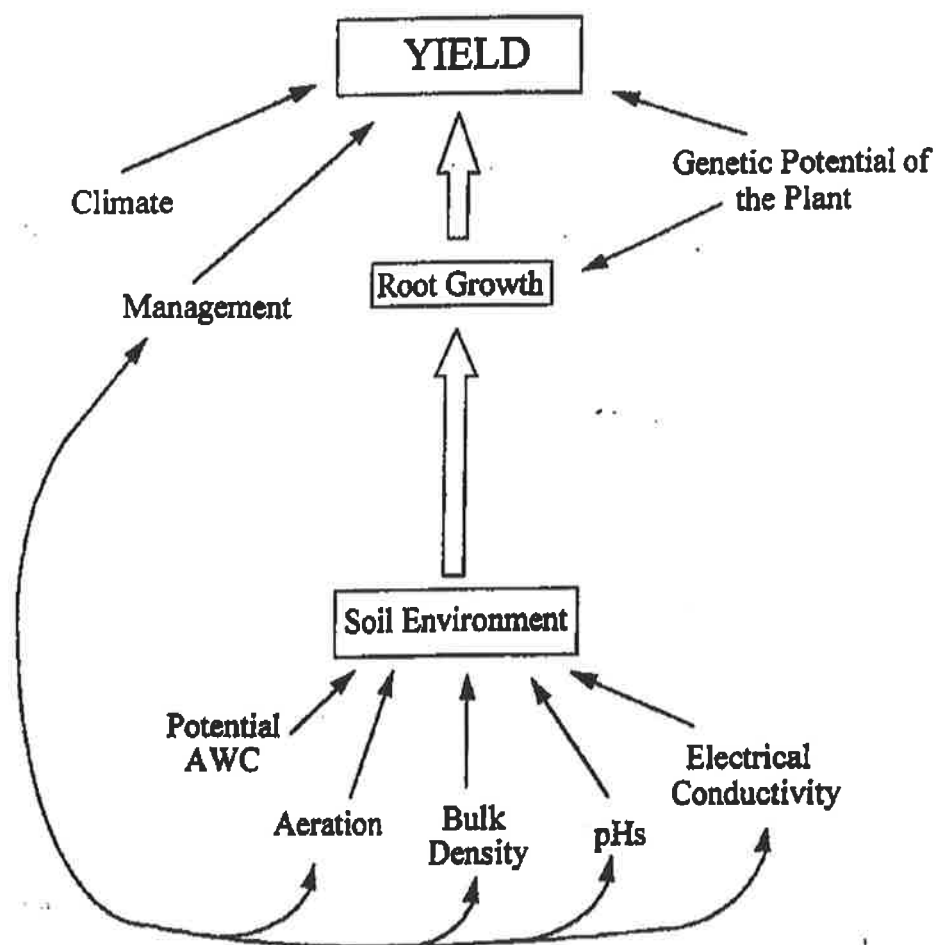 YIELD
Climate
Genetic Potential of
the Plant
Management
Root Growth
Soil Environment
Potential
AWC
Aeration
Bulk
Density
pHs
Electrical
Conductivity